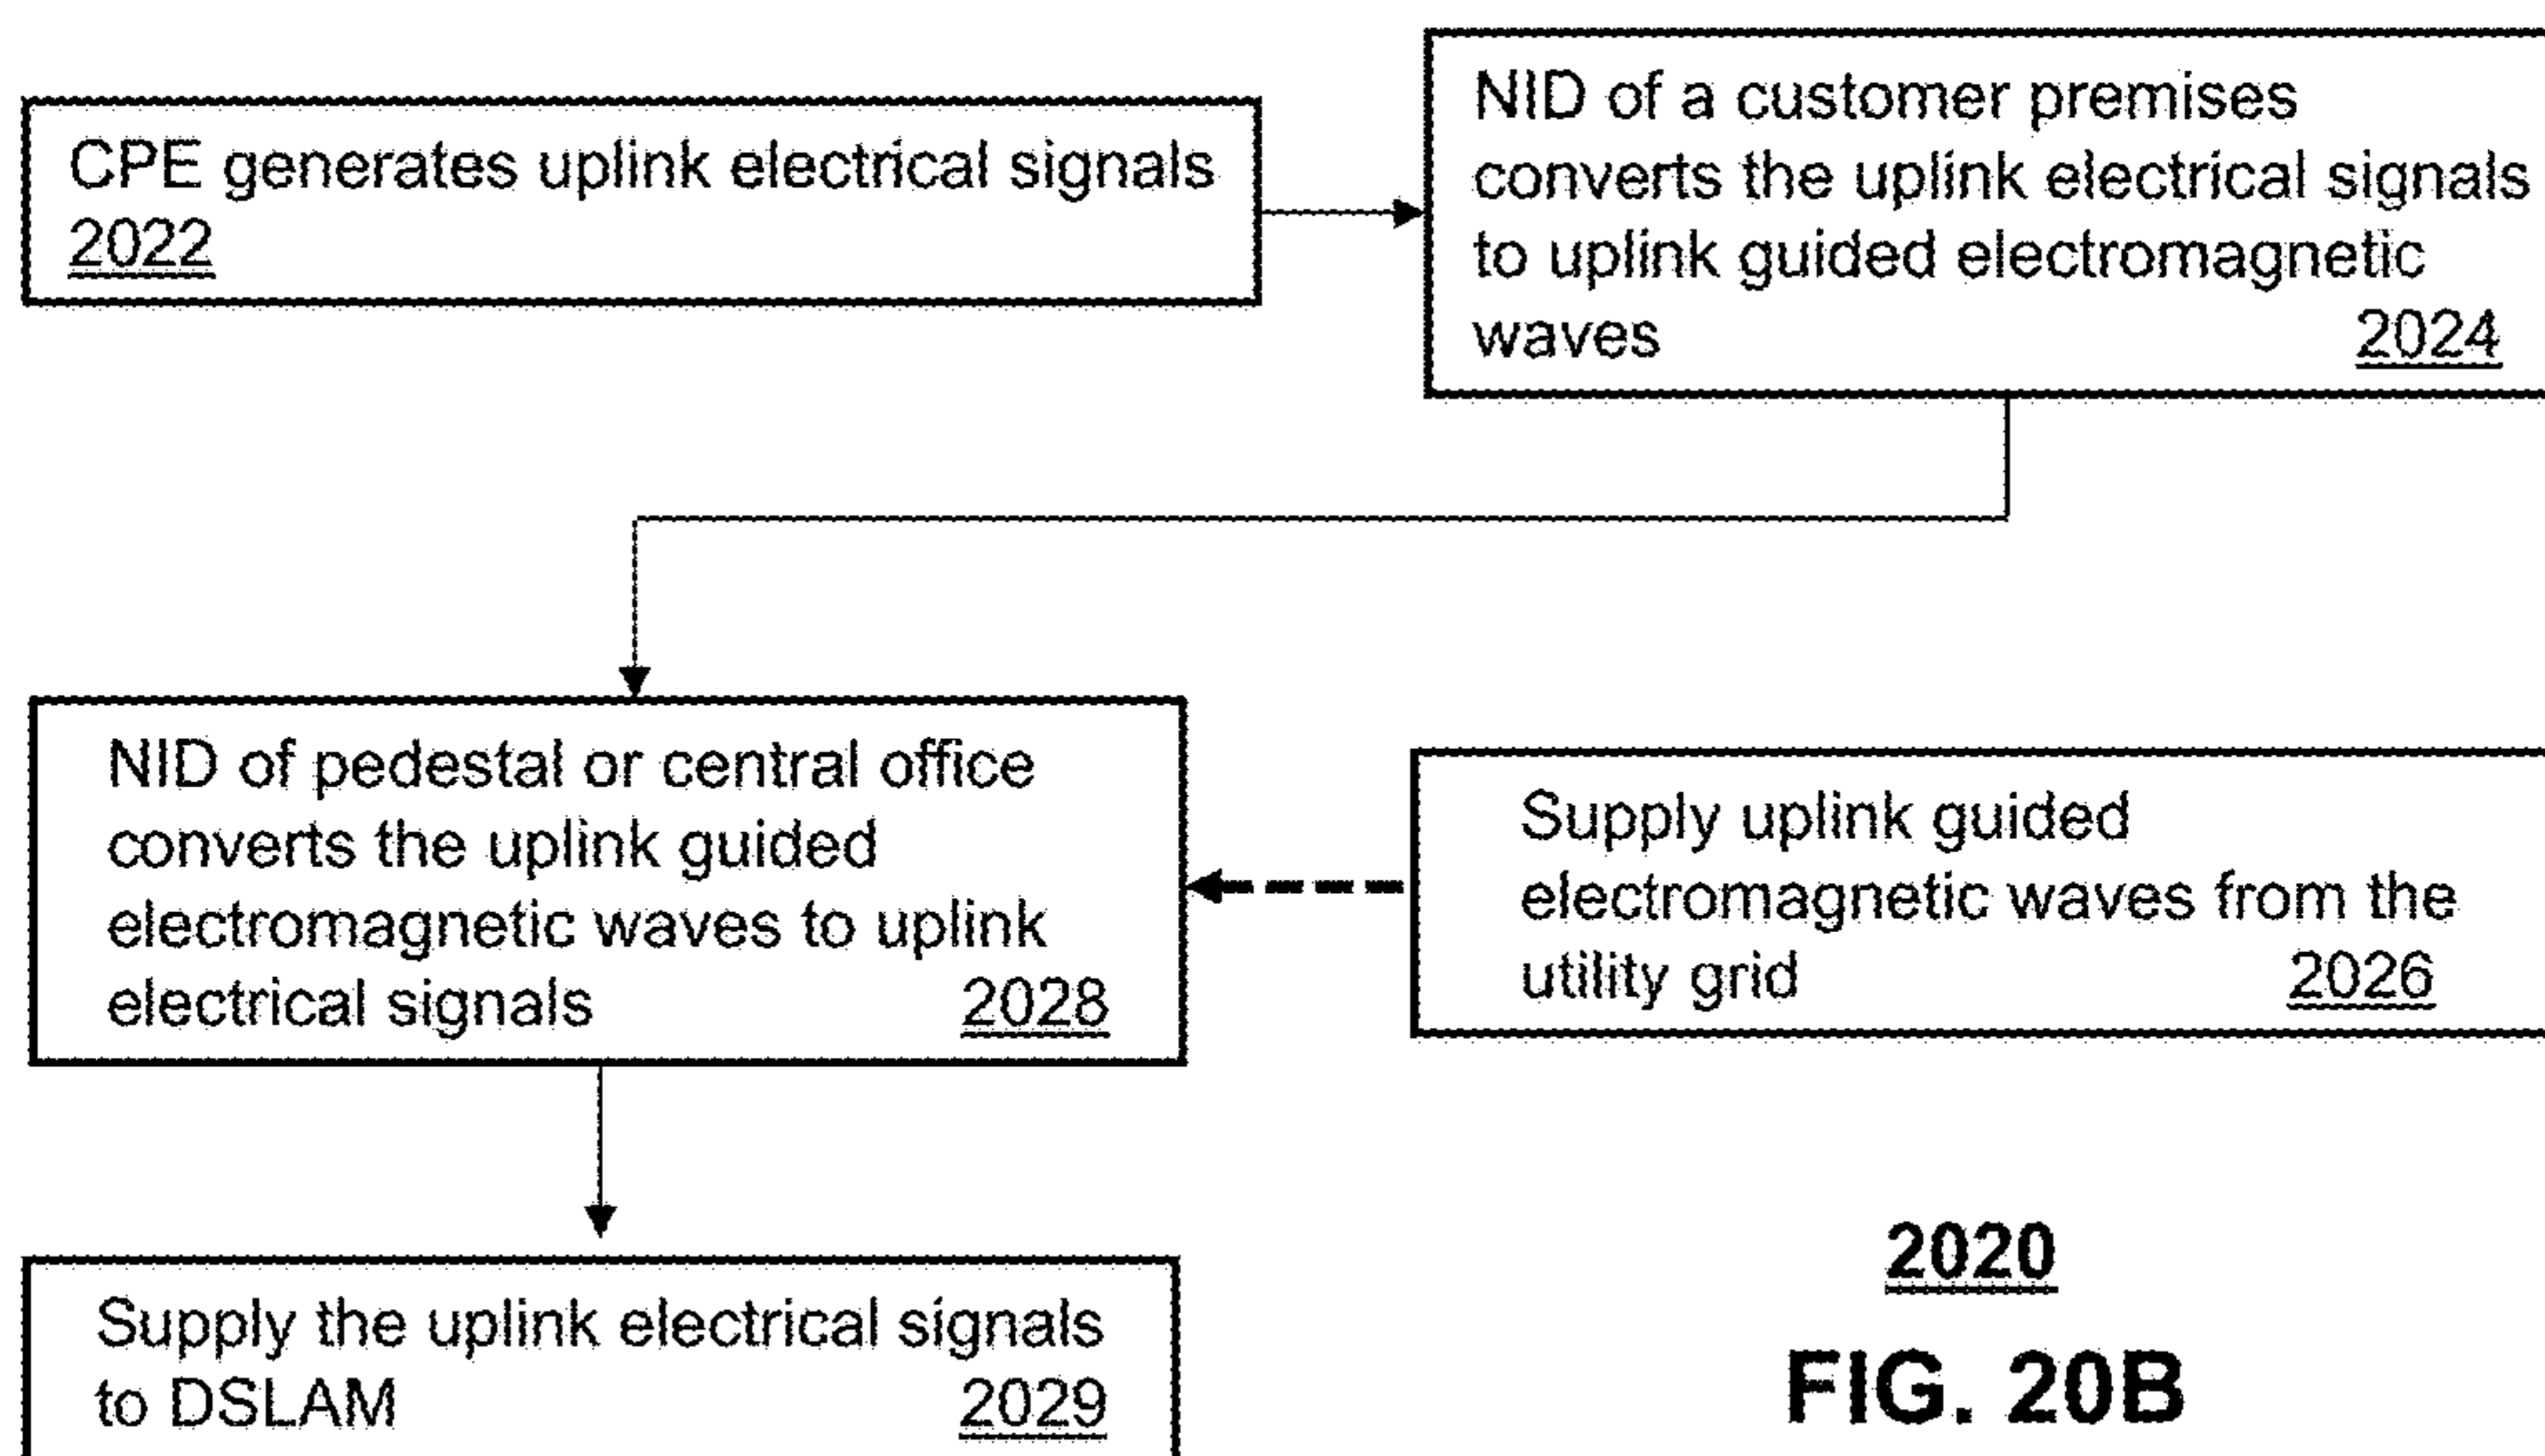 CPE generates uplink electrical signals
2022
NID of a customer premises
converts the uplink electrical signals
to uplink guided electromagnetic
waves 2024
NID of pedestal or central office
converts the uplink guided
electromagnetic waves to uplink
electrical signals 2028
Supply uplink guided
electromagnetic waves from the
utility grid 2026
Supply the uplink electrical signals
to DSLAM 2029
2020
FIG. 20B